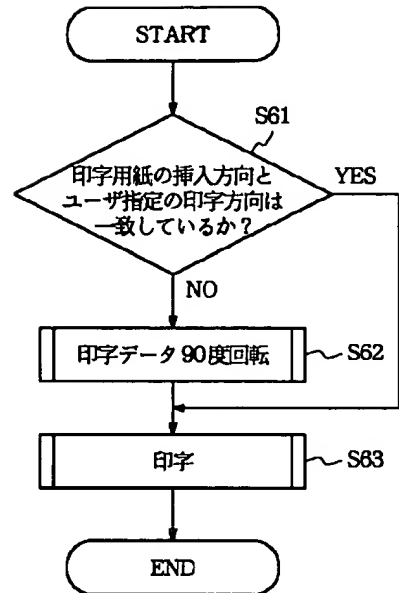 START
S61
印字用紙の挿入方向と
ユーザ指定の印字方向は
一致しているか？
YES
NO
印字データ90度回転
S62
印字
S63
END